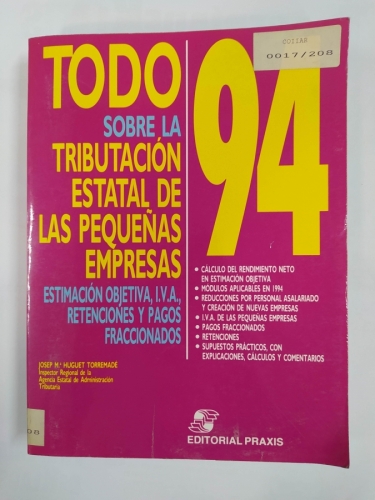 TODO
SOBRE LA
TRIBUTACIÓN
ESTATAL DE
LAS PEQUEÑAS
EMPRESAS
ESTIMACIÓN OBJETIVA, I.V.A.,
RETENCIONES Y PAGOS
FRACCIONADOS
JOSEP M.ª HUGUET TORREMADE
Inspector Regional de la
Agencia Estatal de Administración
Tributaria
COTIAR
0017/208
94
• CÁLCULO DEL RENDIMIENTO NETO
EN ESTIMACIÓN OBJETIVA
• MÓDULOS APLICABLES EN 1994
• REDUCCIONES POR PERSONAL ASALARIADO
Y CREACIÓN DE NUEVAS EMPRESAS
• I.V.A. DE LAS PEQUEÑAS EMPRESAS
• PAGOS FRACCIONADOS
• RETENCIONES
• SUPUESTOS PRÁCTICOS, CON
EXPLICACIONES, CÁLCULOS Y COMENTARIOS
EDITORIAL PRAXIS